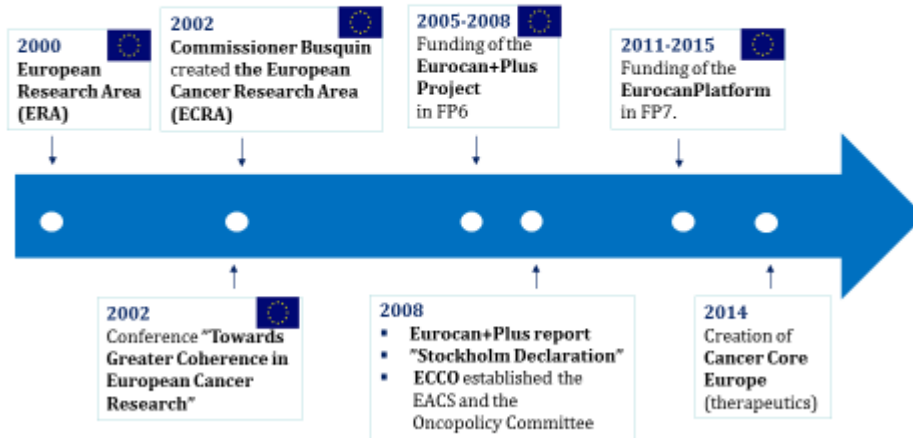 2000
European
Research Area
(ERA)
2002
Commissioner Busquin
created the European
Cancer Research Area
(ECRA)
2005-2008
Funding of the
Eurocan+Plus
Project
in FP6
2011-2015
Funding of the
EurocanPlatform
in FP7.
2002
Conference "Towards
Greater Coherence in
European Cancer
Research"
2008
▪ Eurocan+Plus report
▪ "Stockholm Declaration"
▪ ECCO established the
EACS and the
Oncopolicy Committee
2014
Creation of
Cancer Core
Europe
(therapeutics)